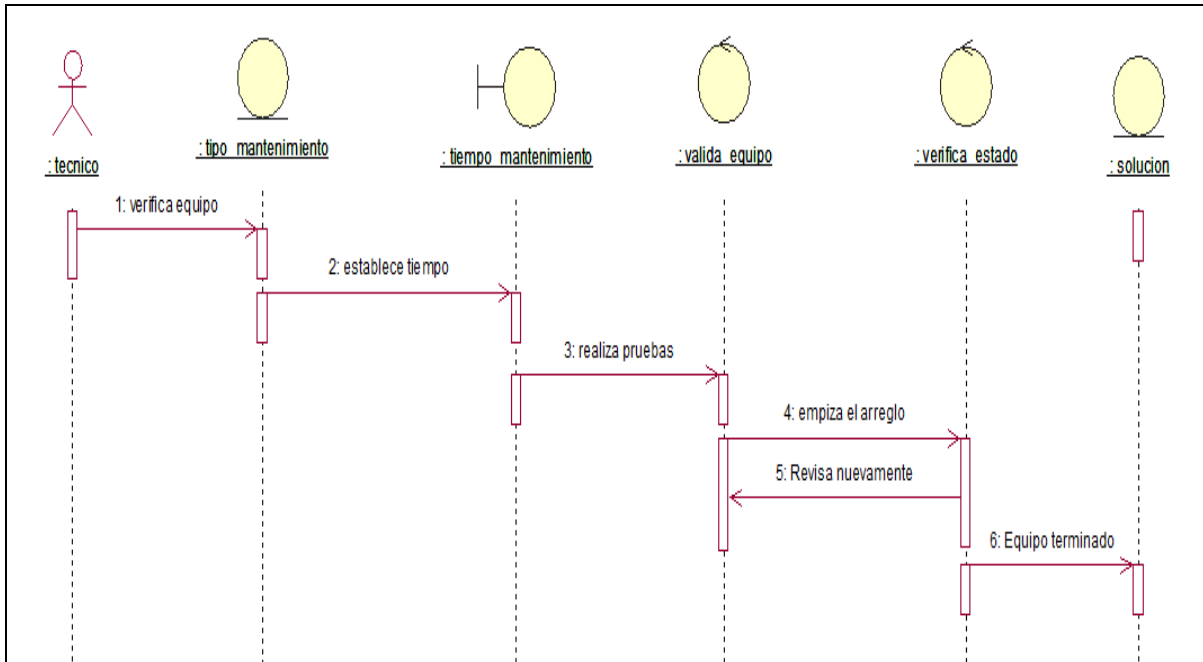 : tecnico
: tipo_mantenimiento
: tiempo_mantenimiento
: valida_equipo
: verifica_estado
: solucion
1: verifica equipo
2: establece tiempo
3: realiza pruebas
4: empiza el arreglo
5: Revisa nuevamente
6: Equipo terminado